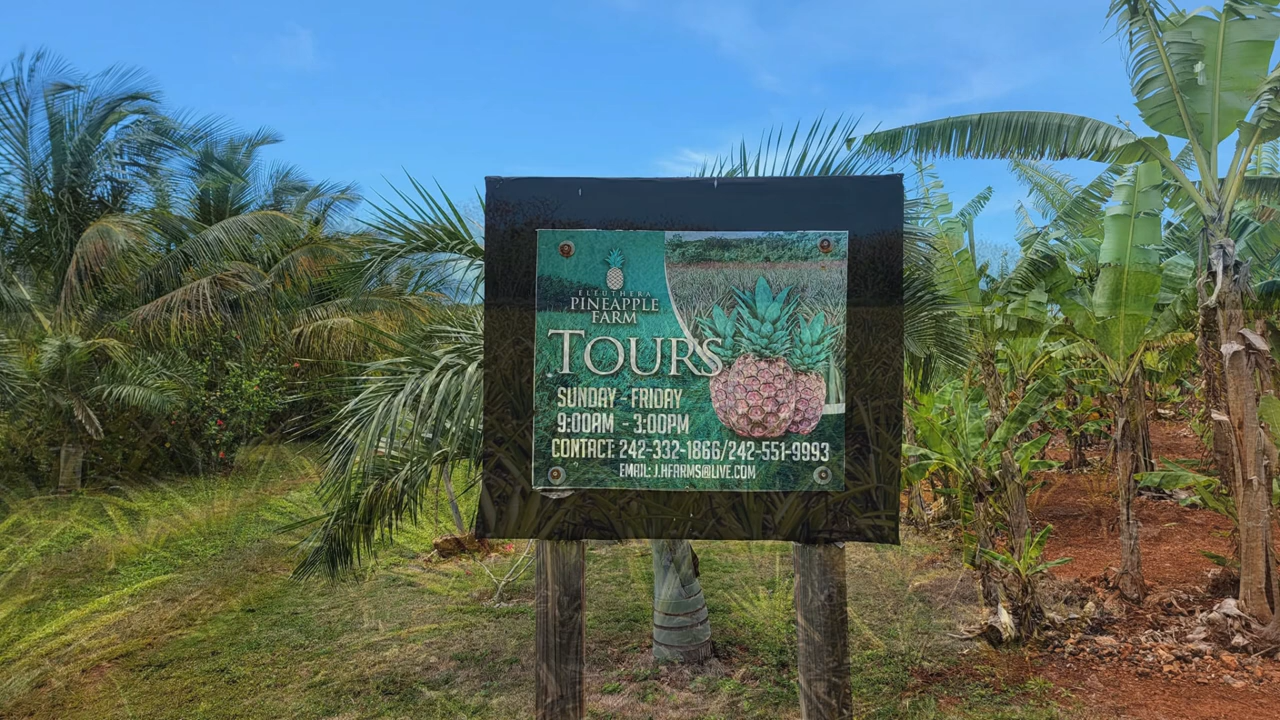 ELEUTHERA
PINEAPPLE
FARM
TOURS
SUNDAY - FRIDAY
9:00AM - 3:00PM
CONTACT: 242-332-1866/242-551-9993
EMAIL: J.HFARMS@LIVE.COM